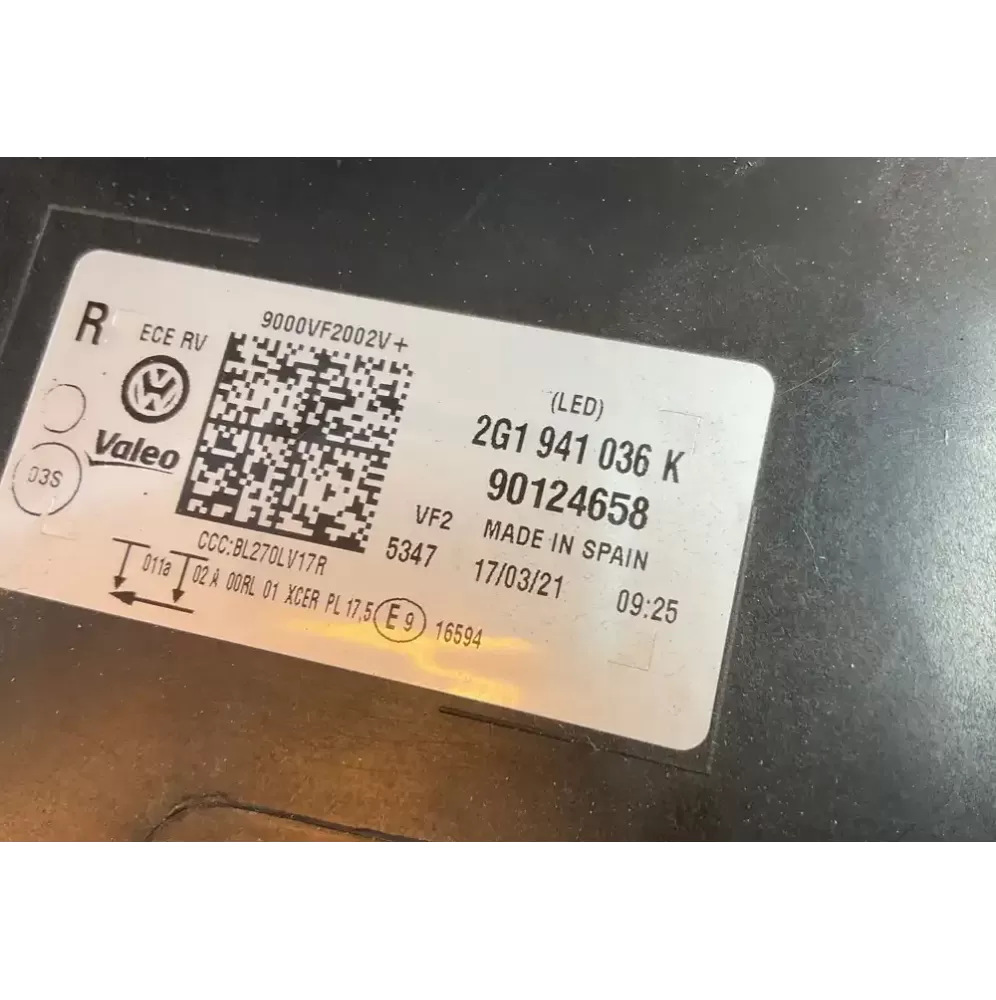 R
ECE RV
9000VF2002V+
Valeo
03S
(LED)
2G1 941 036 K
90124658
VF2 MADE IN SPAIN
5347 17/03/21 09:25
CCC:BL270LV17R
011a 02 A 00RL 01 XCER PL 17,5 E9 16594